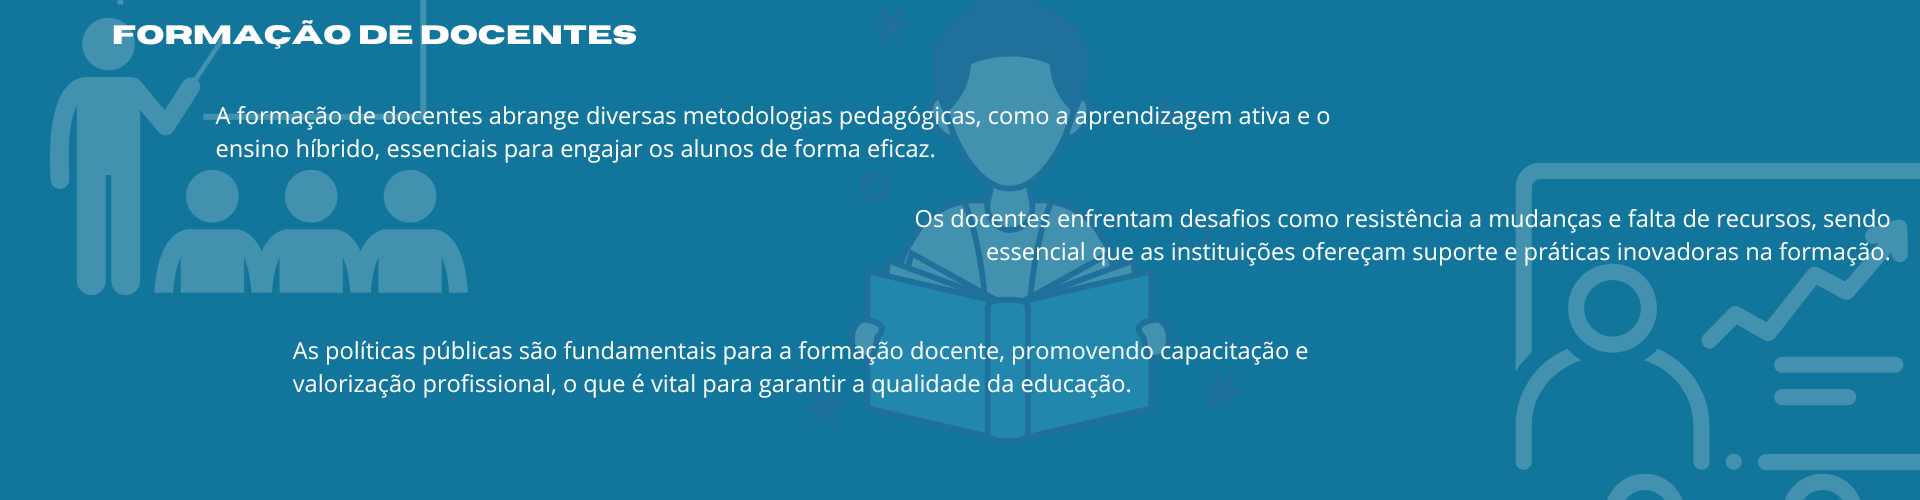 FORMAÇÃO DE DOCENTES
A formação de docentes abrange diversas metodologias pedagógicas, como a aprendizagem ativa e o
ensino híbrido, essenciais para engajar os alunos de forma eficaz.
Os docentes enfrentam desafios como resistência a mudanças e falta de recursos, sendo
essencial que as instituições ofereçam suporte e práticas inovadoras na formação.
As políticas públicas são fundamentais para a formação docente, promovendo capacitação e
valorização profissional, o que é vital para garantir a qualidade da educação.